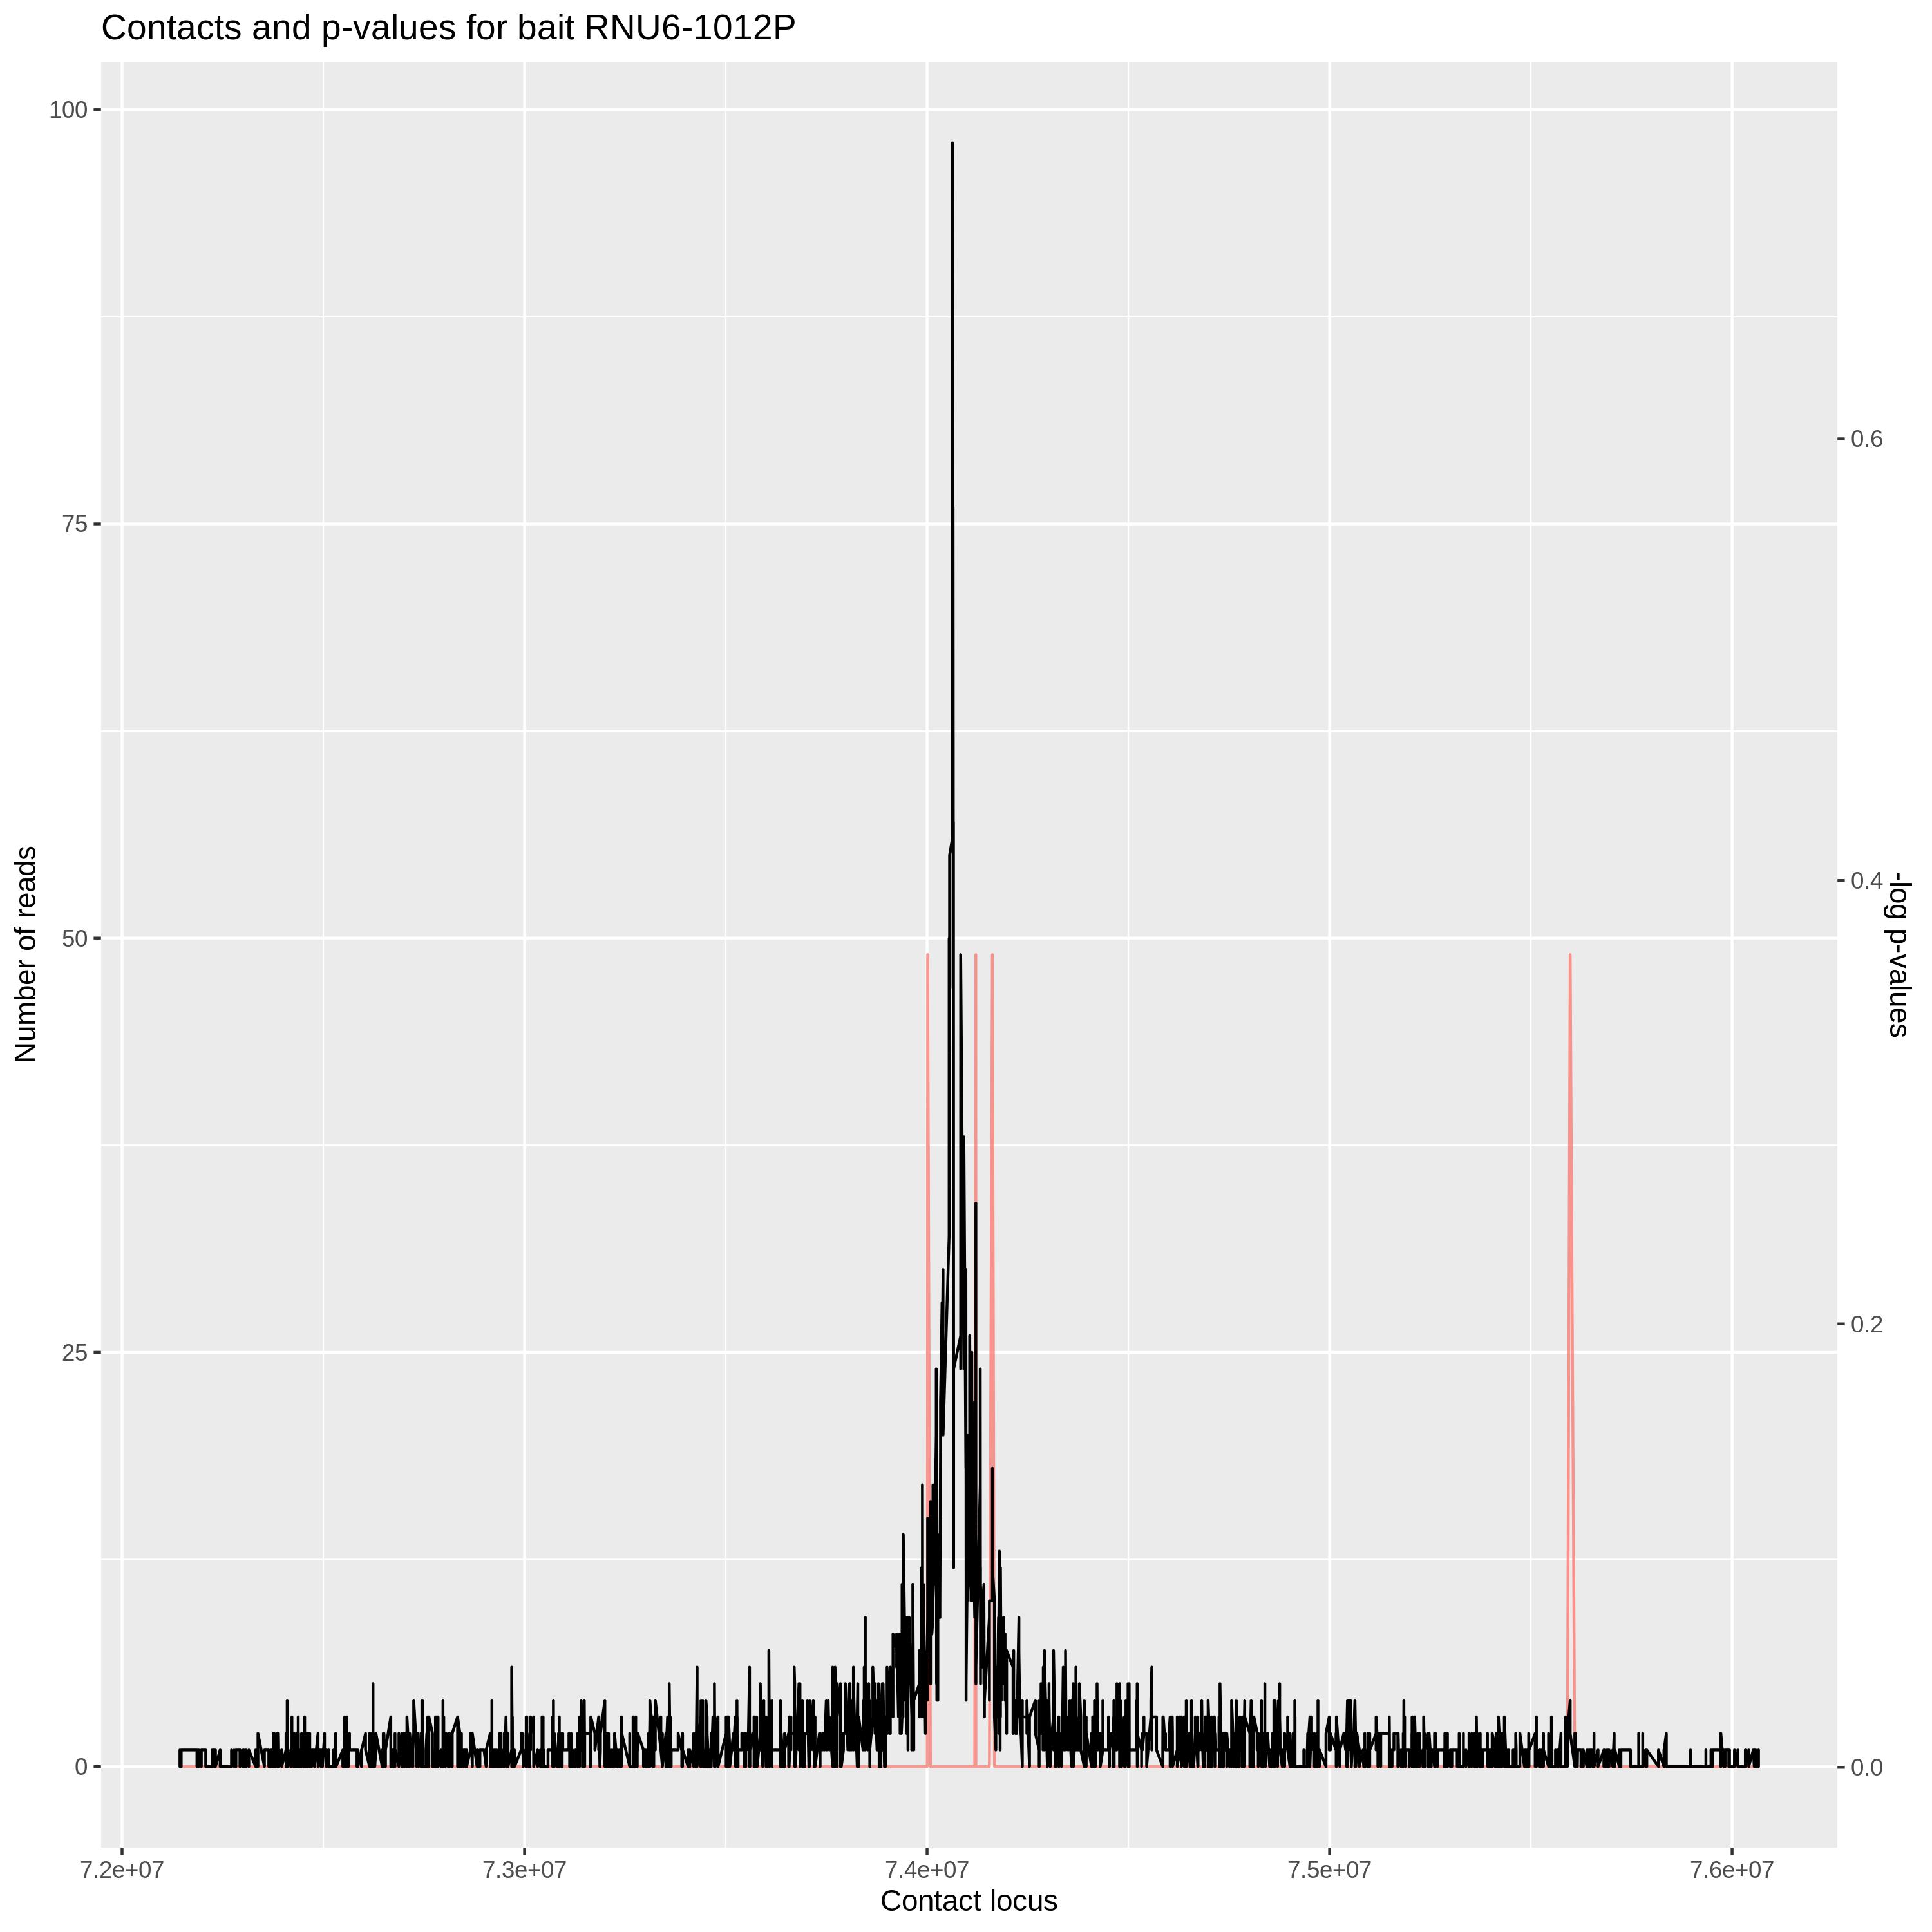 Contacts and p-values for bait RNU6-1012P
100
75
50
25
0
Number of reads
0.6
0.4
0.2
0.0
-log p-values
7.2e+07 7.3e+07 7.4e+07 7.5e+07 7.6e+07
Contact locus